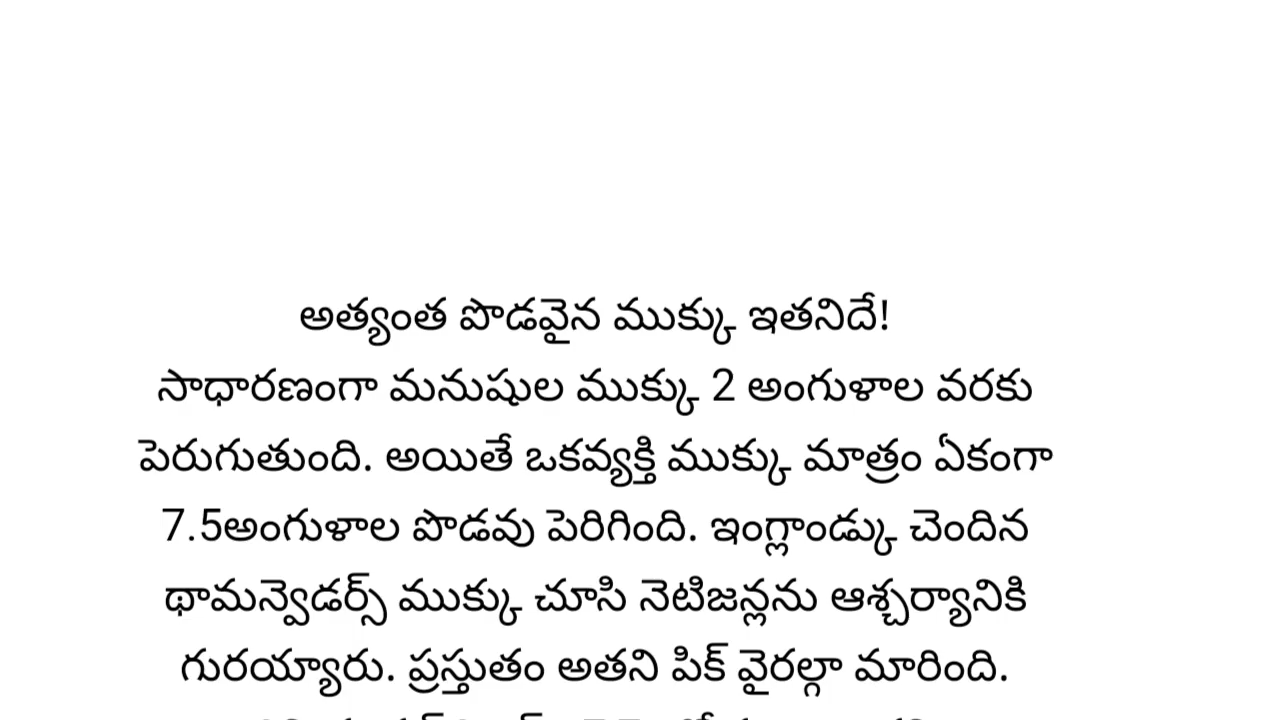 అత్యంత పొడవైన ముక్కు ఇతనిదే!
సాధారణంగా మనుషుల ముక్కు 2 అంగుళాల వరకు
పెరుగుతుంది. అయితే ఒకవ్యక్తి ముక్కు మాత్రం ఏకంగా
7.5అంగుళాల పొడవు పెరిగింది. ఇంగ్లాండ్కు చెందిన
థామన్వెడర్స్ ముక్కు చూసి నెటిజన్లను ఆశ్చర్యానికి
గురయ్యారు. ప్రస్తుతం అతని పిక్ వైరల్గా మారింది.